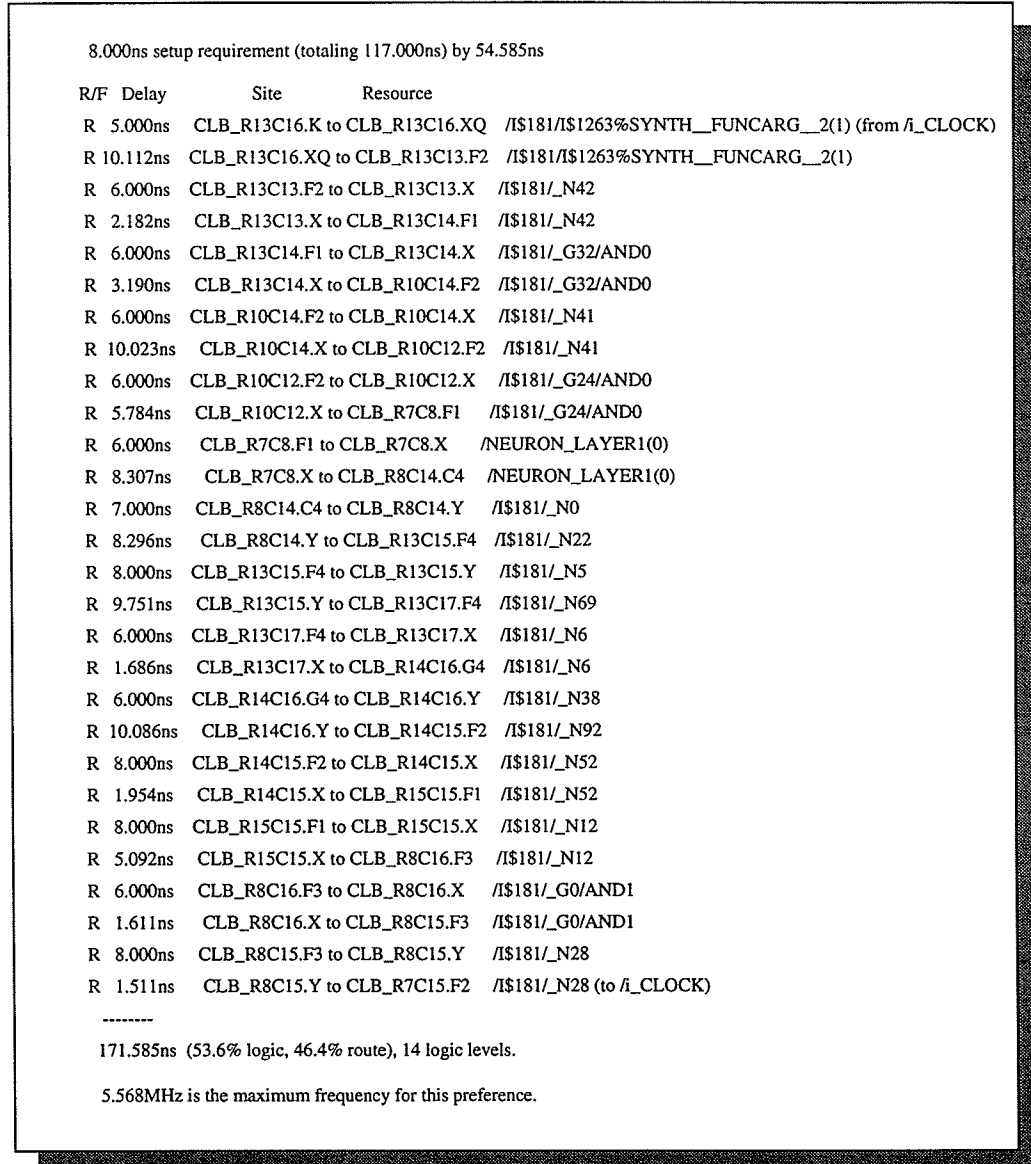 8.000ns setup requirement (totaling 117.000ns) by 54.585ns
R/F Delay Site Resource
R 5.000ns CLB_R13C16.K to CLB_R13C16.XQ /I$181/I$1263%SYNTH__FUNCARG__2(1) (from /i_CLOCK)
R 10.112ns CLB_R13C16.XQ to CLB_R13C13.F2 /I$181/I$1263%SYNTH__FUNCARG__2(1)
R 6.000ns CLB_R13C13.F2 to CLB_R13C13.X /I$181/_N42
R 2.182ns CLB_R13C13.X to CLB_R13C14.F1 /I$181/_N42
R 6.000ns CLB_R13C14.F1 to CLB_R13C14.X /I$181/_G32/AND0
R 3.190ns CLB_R13C14.X to CLB_R10C14.F2 /I$181/_G32/AND0
R 6.000ns CLB_R10C14.F2 to CLB_R10C14.X /I$181/_N41
R 10.023ns CLB_R10C14.X to CLB_R10C12.F2 /I$181/_N41
R 6.000ns CLB_R10C12.F2 to CLB_R10C12.X /I$181/_G24/AND0
R 5.784ns CLB_R10C12.X to CLB_R7C8.F1 /I$181/_G24/AND0
R 6.000ns CLB_R7C8.F1 to CLB_R7C8.X /NEURON_LAYER1(0)
R 8.307ns CLB_R7C8.X to CLB_R8C14.C4 /NEURON_LAYER1(0)
R 7.000ns CLB_R8C14.C4 to CLB_R8C14.Y /I$181/_N0
R 8.296ns CLB_R8C14.Y to CLB_R13C15.F4 /I$181/_N22
R 8.000ns CLB_R13C15.F4 to CLB_R13C15.Y /I$181/_N5
R 9.751ns CLB_R13C15.Y to CLB_R13C17.F4 /I$181/_N69
R 6.000ns CLB_R13C17.F4 to CLB_R13C17.X /I$181/_N6
R 1.686ns CLB_R13C17.X to CLB_R14C16.G4 /I$181/_N6
R 6.000ns CLB_R14C16.G4 to CLB_R14C16.Y /I$181/_N38
R 10.086ns CLB_R14C16.Y to CLB_R14C15.F2 /I$181/_N92
R 8.000ns CLB_R14C15.F2 to CLB_R14C15.X /I$181/_N52
R 1.954ns CLB_R14C15.X to CLB_R15C15.F1 /I$181/_N52
R 8.000ns CLB_R15C15.F1 to CLB_R15C15.X /I$181/_N12
R 5.092ns CLB_R15C15.X to CLB_R8C16.F3 /I$181/_N12
R 6.000ns CLB_R8C16.F3 to CLB_R8C16.X /I$181/_G0/AND1
R 1.611ns CLB_R8C16.X to CLB_R8C15.F3 /I$181/_G0/AND1
R 8.000ns CLB_R8C15.F3 to CLB_R8C15.Y /I$181/_N28
R 1.511ns CLB_R8C15.Y to CLB_R7C15.F2 /I$181/_N28 (to /i_CLOCK)
--------
171.585ns (53.6% logic, 46.4% route), 14 logic levels.
5.568MHz is the maximum frequency for this preference.